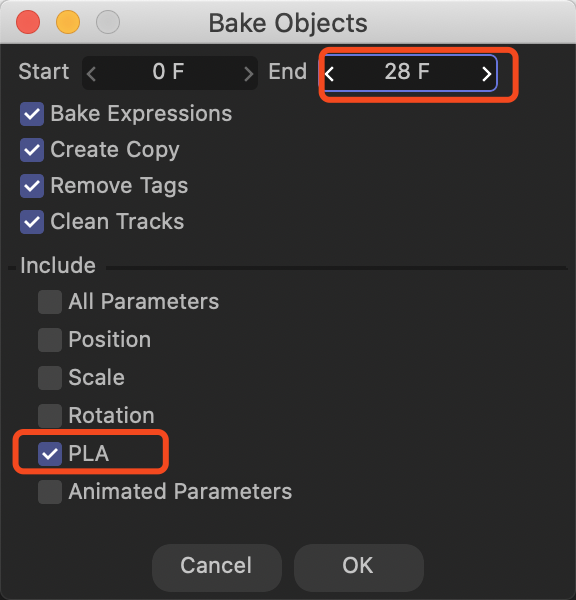 Bake Objects
Start 0 F End 28 F
Bake Expressions
Create Copy
Remove Tags
Clean Tracks
Include
All Parameters
Position
Scale
Rotation
PLA
Animated Parameters
Cancel OK